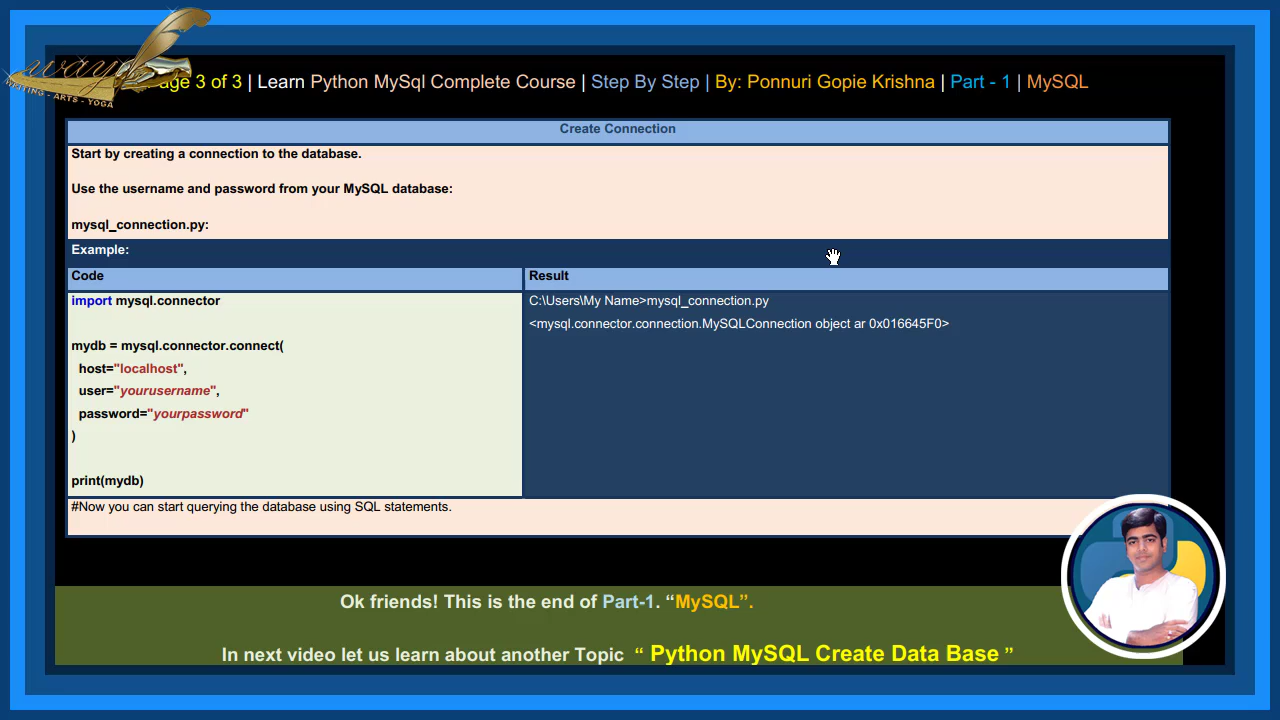 way
WRITING - ARTS - YOGA
age 3 of 3 | Learn Python MySql Complete Course | Step By Step | By: Ponnuri Gopie Krishna | Part - 1 | MySQL
Create Connection
Start by creating a connection to the database.
Use the username and password from your MySQL database:
mysql_connection.py:
Example:
Code
Result
import mysql.connector
mydb = mysql.connector.connect(
host="localhost",
user="yourusername",
password="yourpassword"
)
print(mydb)
C:\Users\My Name>mysql_connection.py
<mysql.connector.connection.MySQLConnection object ar 0x016645F0>
#Now you can start querying the database using SQL statements.
Ok friends! This is the end of Part-1. “MySQL”.
In next video let us learn about another Topic “ Python MySQL Create Data Base ”